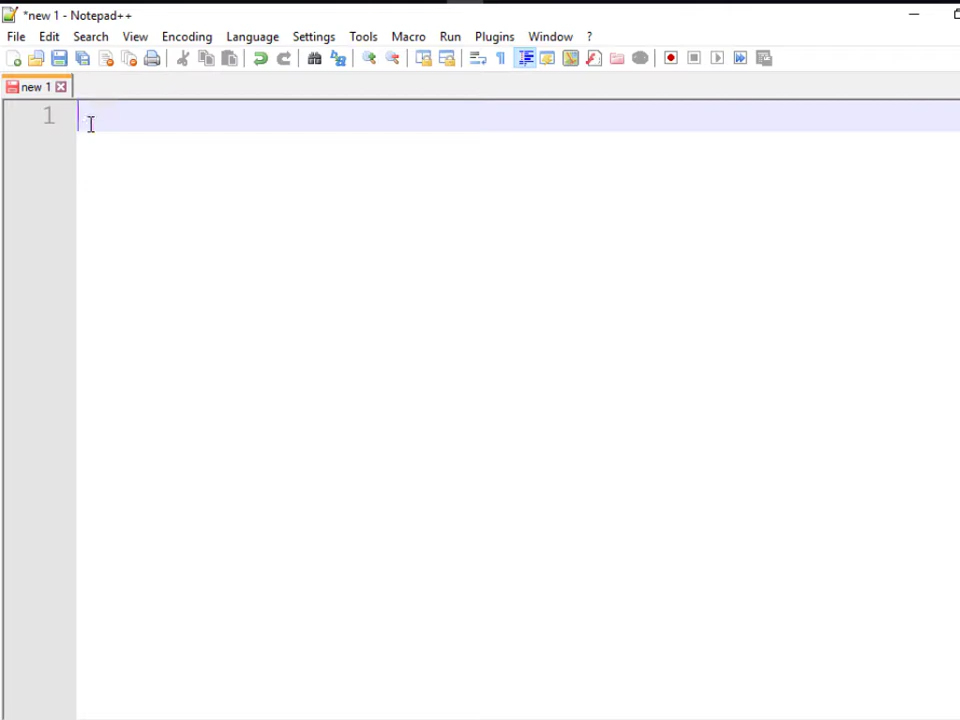 *new 1 - Notepad++
File Edit Search View Encoding Language Settings Tools Macro Run Plugins Window ?
new 1
1